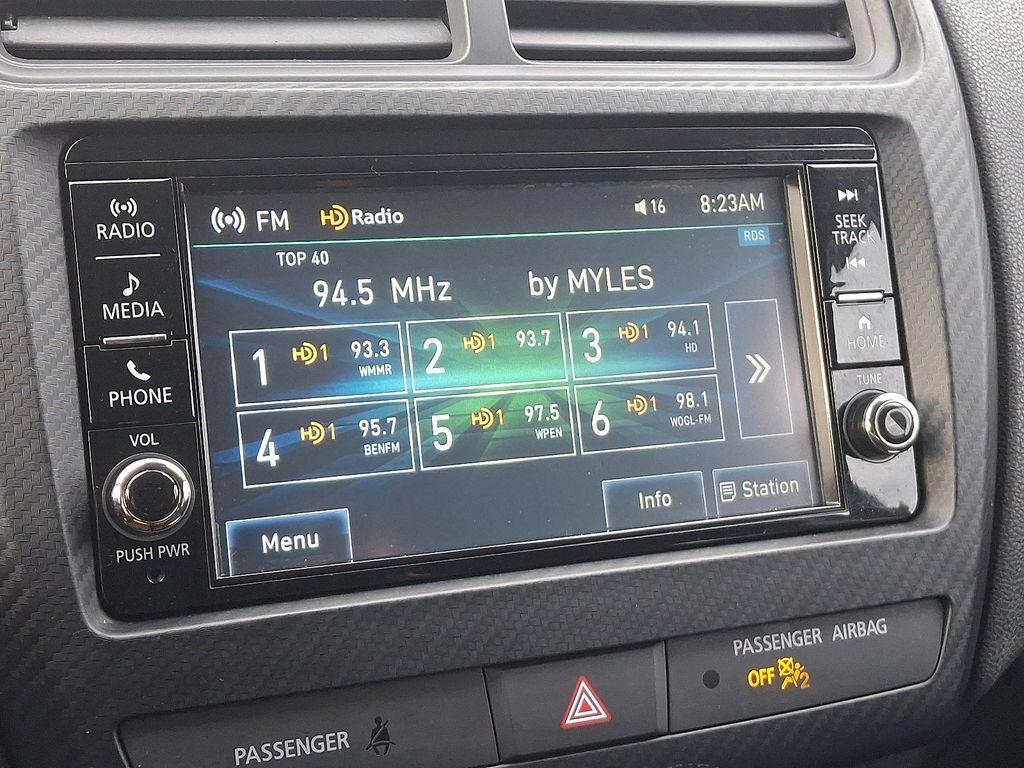 RADIO
MEDIA
PHONE
VOL
PUSH PWR
FM HD Radio 16 8:23AM
RDS
TOP 40
94.5 MHz by MYLES
1 HD1 93.3 WMMR
2 HD1 93.7
3 HD1 94.1 HD
4 HD1 95.7 BENFM
5 HD1 97.5 WPEN
6 HD1 98.1 WOGL-FM
Menu Info Station
SEEK
TRACK
HOME
TUNE
PASSENGER
PASSENGER AIRBAG
OFF 2